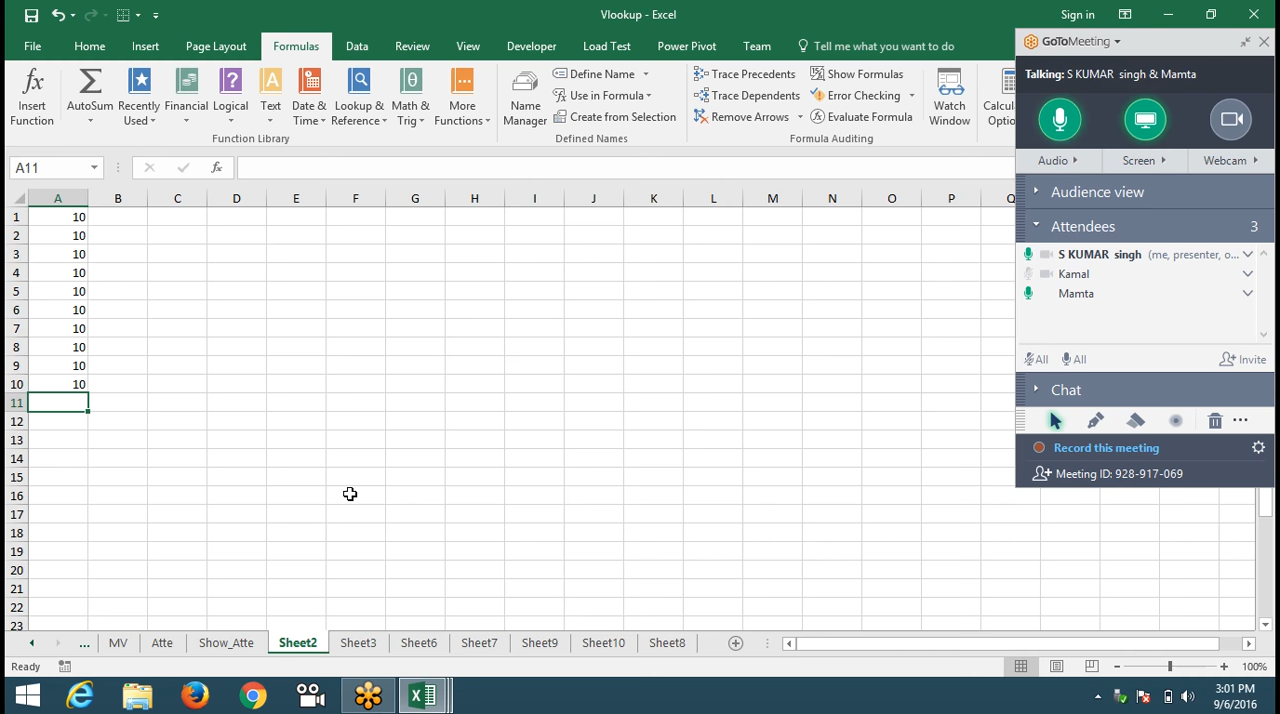 Vlookup - Excel
Sign in
File Home Insert Page Layout Formulas Data Review View Developer Load Test Power Pivot Team Tell me what you want to do
Insert Function
AutoSum
Recently Used
Financial
Logical
Text
Date & Time
Lookup & Reference
Math & Trig
More Functions
Function Library
Name Manager
Define Name
Use in Formula
Create from Selection
Defined Names
Trace Precedents
Trace Dependents
Remove Arrows
Show Formulas
Error Checking
Evaluate Formula
Formula Auditing
Watch Window
GoToMeeting
Talking: S KUMAR singh & Mamta
Audio Screen Webcam
Audience view
Attendees 3
S KUMAR singh (me, presenter, o...
Kamal
Mamta
All All Invite
Chat
Record this meeting
Meeting ID: 928-917-069
A11 fx
A B C D E F G H I J K L M N O P
1 10
2 10
3 10
4 10
5 10
6 10
7 10
8 10
9 10
10 10
11
12
13
14
15
16
17
18
19
20
21
22
23
... MV Atte Show_Atte Sheet2 Sheet3 Sheet6 Sheet7 Sheet9 Sheet10 Sheet8
Ready 100%
3:01 PM
9/6/2016